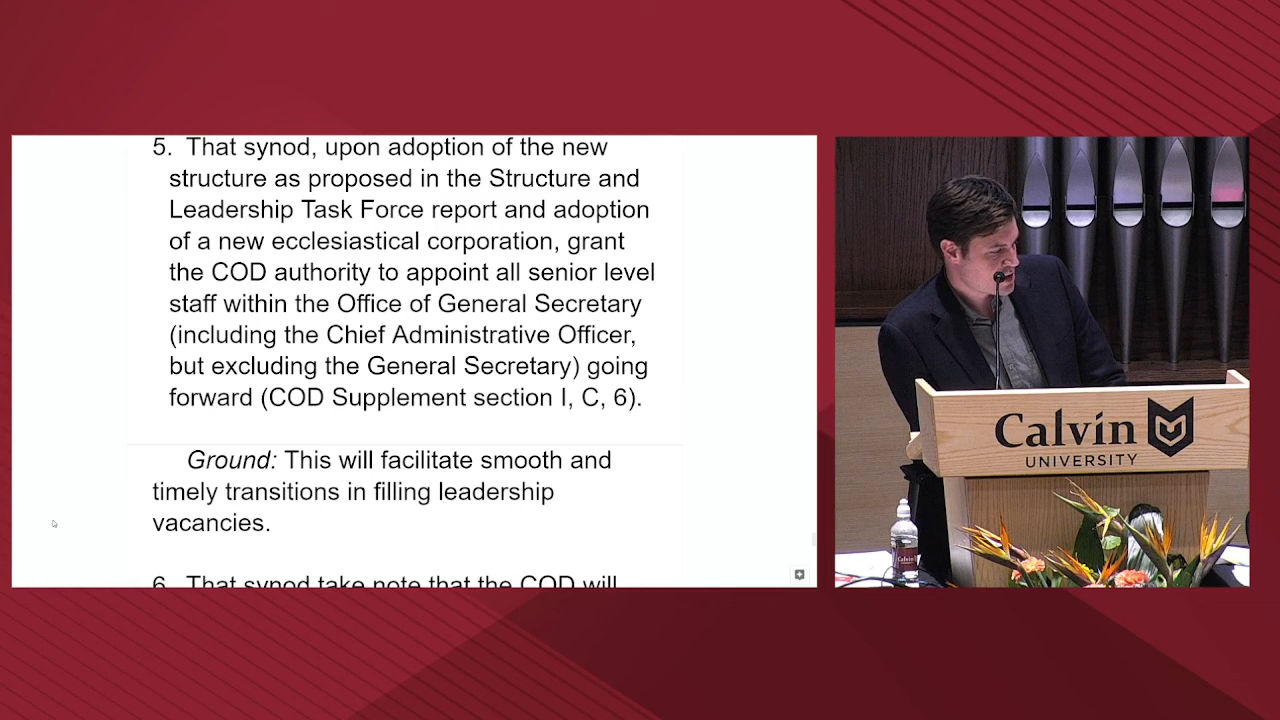 5. That synod, upon adoption of the new
structure as proposed in the Structure and
Leadership Task Force report and adoption
of a new ecclesiastical corporation, grant
the COD authority to appoint all senior level
staff within the Office of General Secretary
(including the Chief Administrative Officer,
but excluding the General Secretary) going
forward (COD Supplement section I, C, 6).
Ground: This will facilitate smooth and
timely transitions in filling leadership
vacancies.
6. That synod take note that the COD will
Calvin
UNIVERSITY
Calvin